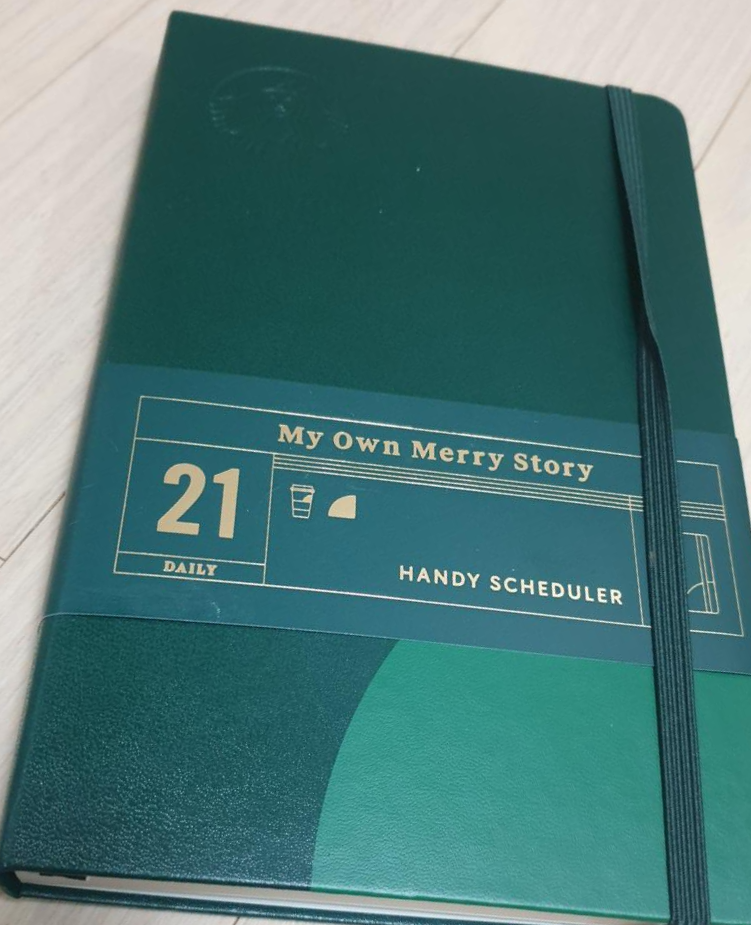 My Own Merry Story
21
DAILY
HANDY SCHEDULER